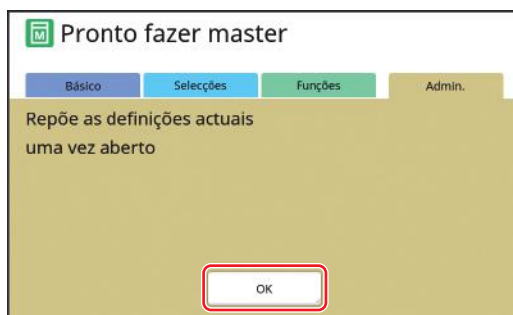 M
Pronto fazer master
Básico
Selecções
Funções
Admin.
Repõe as definições actuais
uma vez aberto
OK